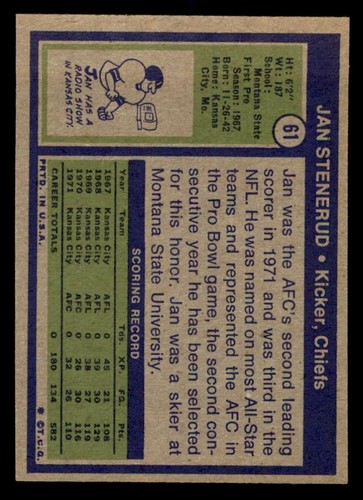 61
JAN STENERUD • Kicker, Chiefs
Ht: 6'2"
Wt: 187
School:
Montana State
First Pro
Season: 1967
Born: 11-26-42
Home: Kansas
City, Mo.
JAN HAS A
RADIO SHOW
IN KANSAS CITY.
Jan was the AFC's second leading
scorer in 1971 and was third in the
NFL. He was named on most All-Star
teams and represented the AFC in
the Pro Bowl game, the second con-
secutive year he has been selected
for this honor. Jan was a skier at
Montana State University.
SCORING RECORD
Year Team Tds. XP. FG. Pts.
1967 Kansas City AFL 0 45 21 108
1968 Kansas City AFL 0 39 30 129
1969 Kansas City AFL 0 38 27 119
1970 Kansas City AFC 0 26 30 116
1971 Kansas City AFC 0 32 26 110
CAREER TOTALS 0 180 134 582
PRTD. IN U.S.A. * ©T.C.G.